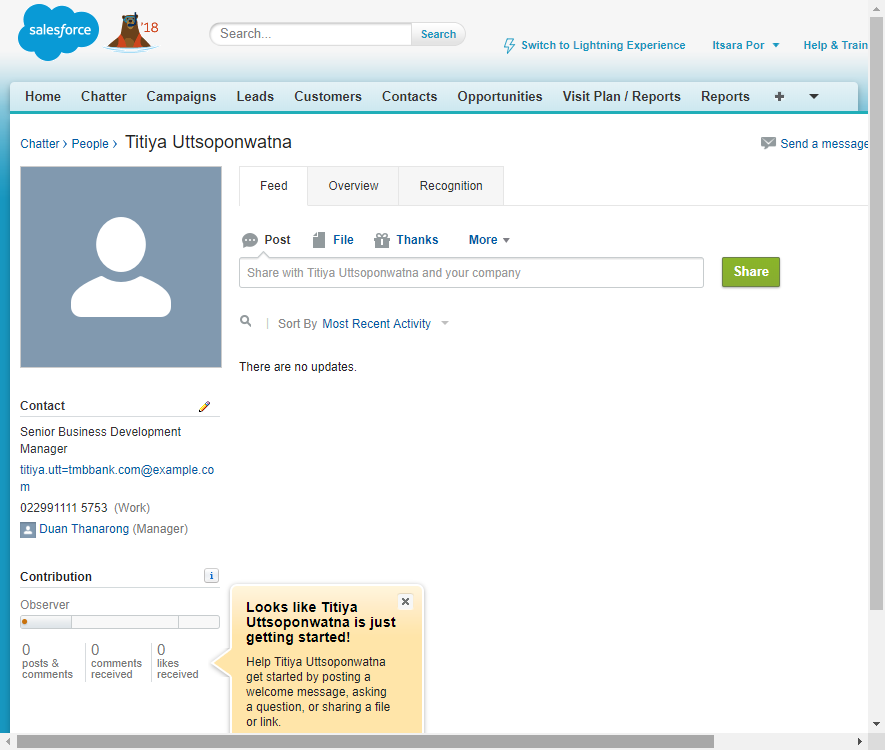 salesforce
'18
Search...
Search
Switch to Lightning Experience
Itsara Por
Help & Train
Home
Chatter
Campaigns
Leads
Customers
Contacts
Opportunities
Visit Plan / Reports
Reports
+
Chatter › People › Titiya Uttsoponwatna
Send a message
Feed
Overview
Recognition
Post
File
Thanks
More
Share with Titiya Uttsoponwatna and your company
Share
Sort By Most Recent Activity
There are no updates.
Contact
Senior Business Development
Manager
titiya.utt=tmbbank.com@example.co
m
022991111 5753 (Work)
Duan Thanarong (Manager)
Contribution
i
Observer
0
posts &
comments
0
comments
received
0
likes
received
Looks like Titiya
Uttsoponwatna is just
getting started!
Help Titiya Uttsoponwatna
get started by posting a
welcome message, asking
a question, or sharing a file
or link.